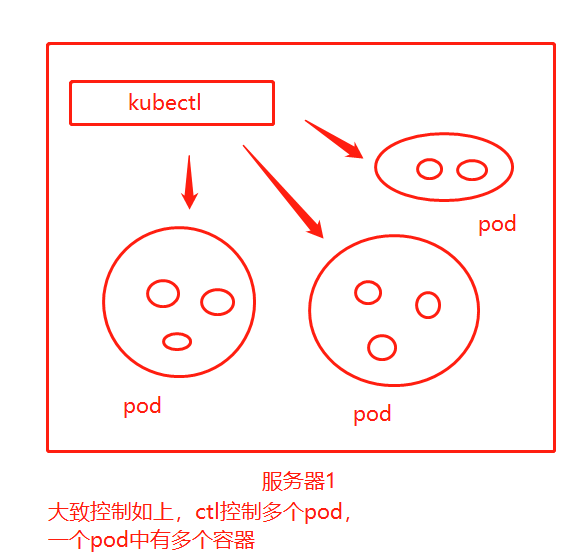 kubectl
pod
pod
pod
服务器1
大致控制如上，ctl控制多个pod，
一个pod中有多个容器